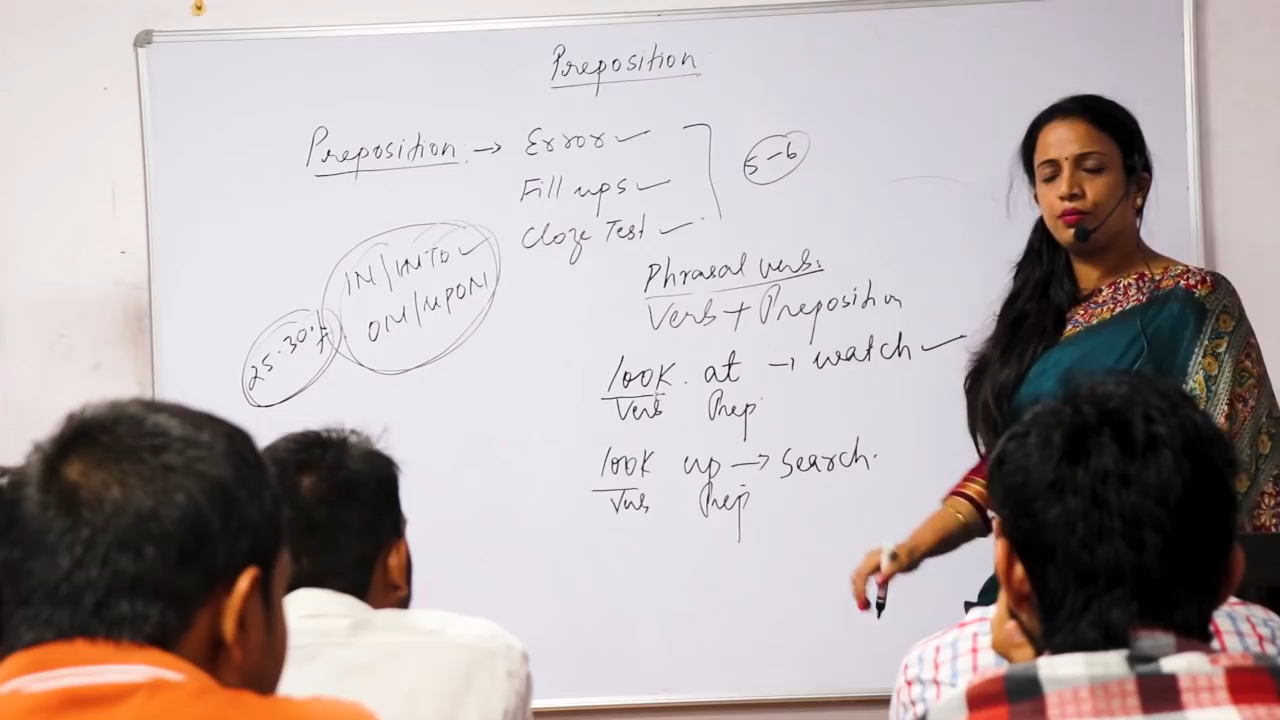 Preposition
Preposition → Error ✓
Fill ups ✓
Cloze Test ✓
5-6
IN/INTO ✓
ON/UPON
25-30%
Phrasal verbs
Verb + Preposition
look at → watch ✓
Verb Prep
look up → search.
Verb Prep